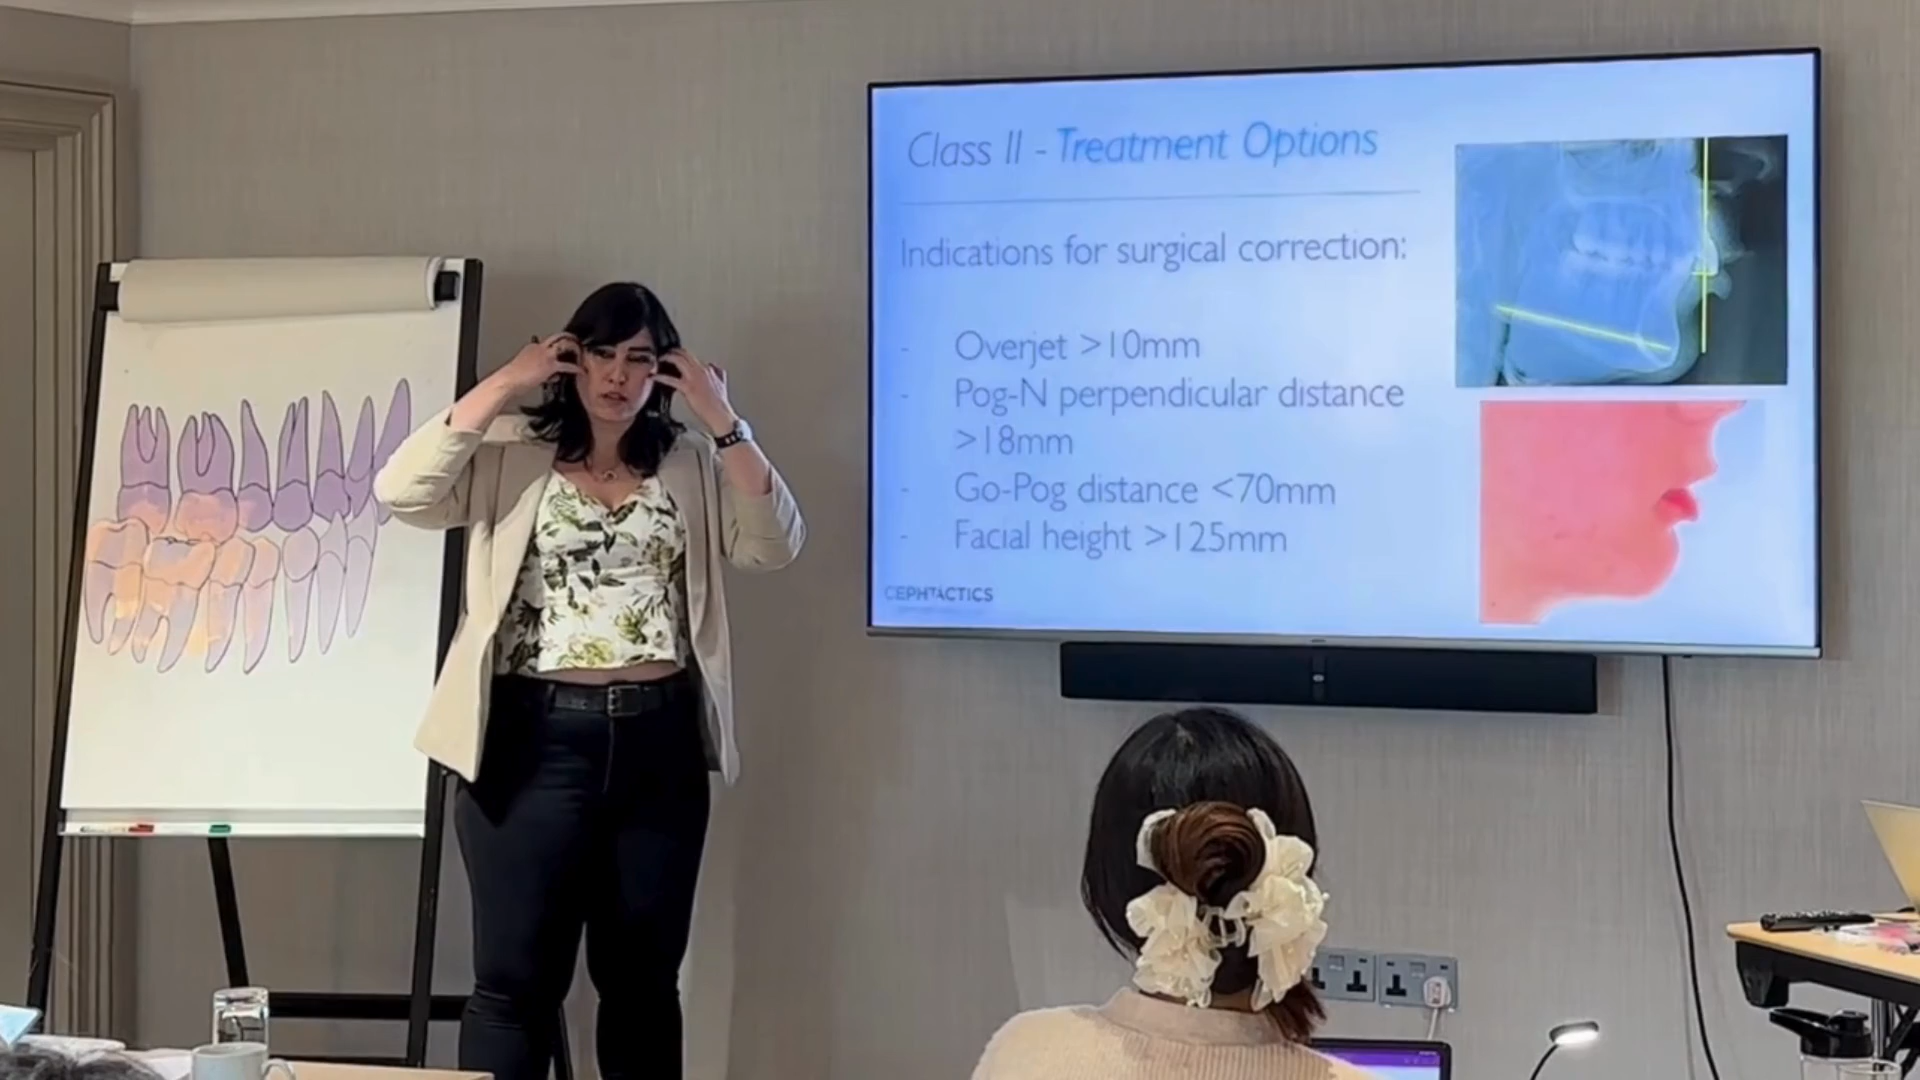 Class II - Treatment Options
Indications for surgical correction:
- Overjet >10mm
- Pog-N perpendicular distance
>18mm
- Go-Pog distance <70mm
- Facial height >125mm
CEPHTACTICS